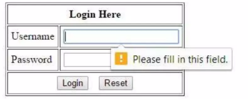 Login Here
Username
Password
Please fill in this field.
Login Reset